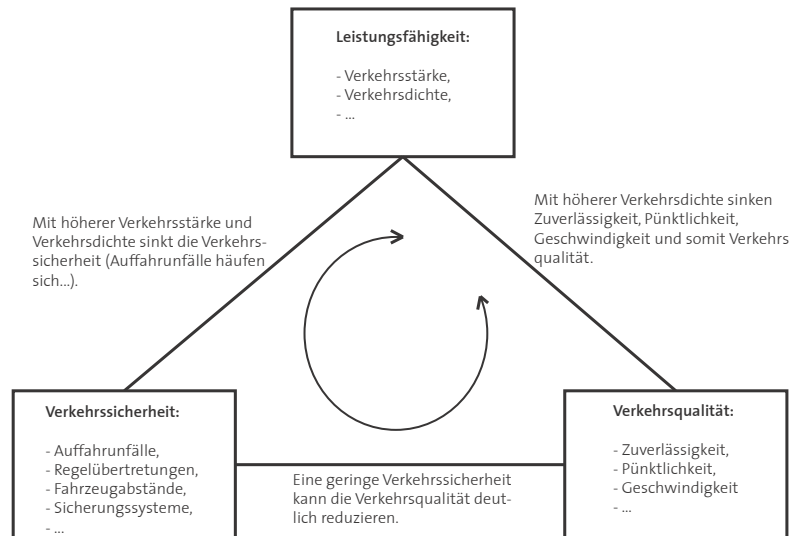 Leistungsfähigkeit:
- Verkehrsstärke,
- Verkehrsdichte,
- ...
Mit höherer Verkehrsstärke und
Verkehrsdichte sinkt die Verkehrs-
sicherheit (Auffahrunfälle häufen
sich...).
Mit höherer Verkehrsdichte sinken
Zuverlässigkeit, Pünktlichkeit,
Geschwindigkeit und somit Verkehrs
qualität.
Verkehrssicherheit:
- Auffahrunfälle,
- Regelübertretungen,
- Fahrzeugabstände,
- Sicherungssysteme,
- ...
Eine geringe Verkehrssicherheit
kann die Verkehrsqualität deut-
lich reduzieren.
Verkehrsqualität:
- Zuverlässigkeit,
- Pünktlichkeit,
- Geschwindigkeit
- ...